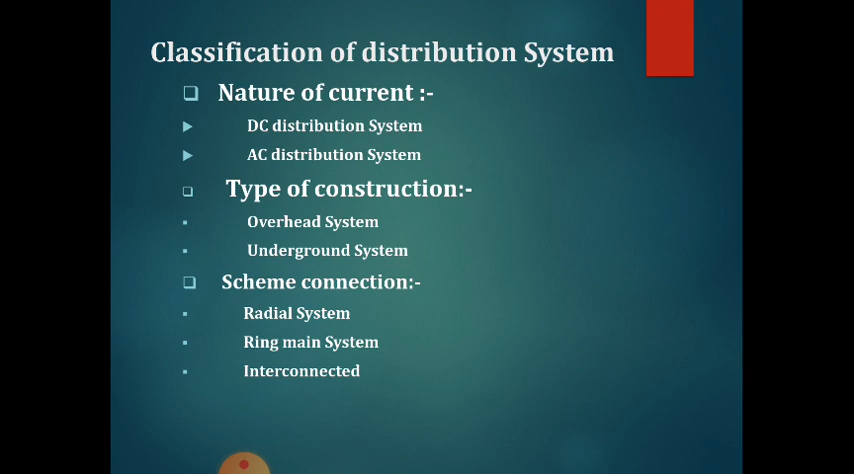 Classification of distribution System
Nature of current :-
DC distribution System
AC distribution System
Type of construction:-
Overhead System
Underground System
Scheme connection:-
Radial System
Ring main System
Interconnected